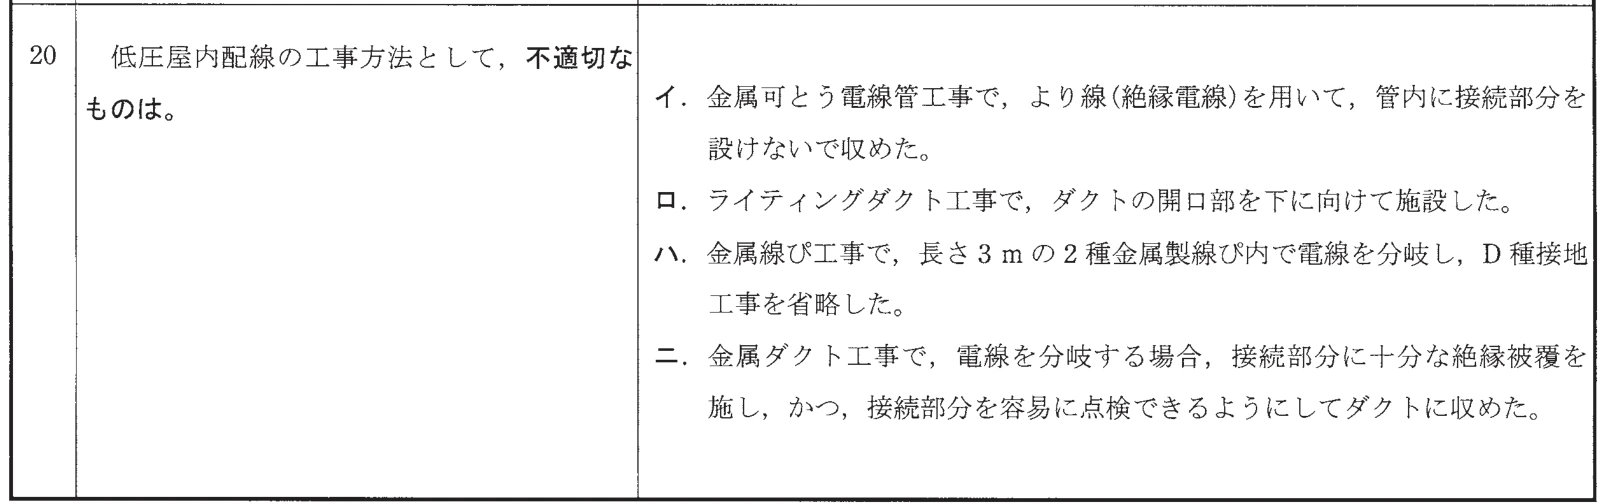 20
低圧屋内配線の工事方法として，不適切な
ものは。
イ．金属可とう電線管工事で，より線(絶縁電線)を用いて，管内に接続部分を
設けないで収めた。
ロ．ライティングダクト工事で，ダクトの開口部を下に向けて施設した。
ハ．金属線ぴ工事で，長さ 3 m の 2 種金属製線ぴ内で電線を分岐し，D 種接地
工事を省略した。
ニ．金属ダクト工事で，電線を分岐する場合，接続部分に十分な絶縁被覆を
施し，かつ，接続部分を容易に点検できるようにしてダクトに収めた。